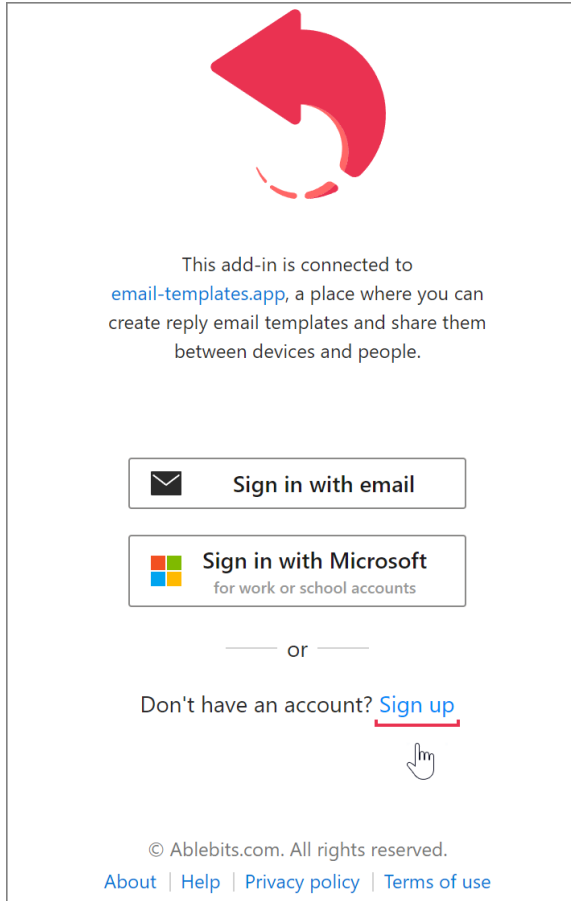 This add-in is connected to
email-templates.app, a place where you can
create reply email templates and share them
between devices and people.
Sign in with email
Sign in with Microsoft
for work or school accounts
or
Don't have an account? Sign up
© Ablebits.com. All rights reserved.
About | Help | Privacy policy | Terms of use